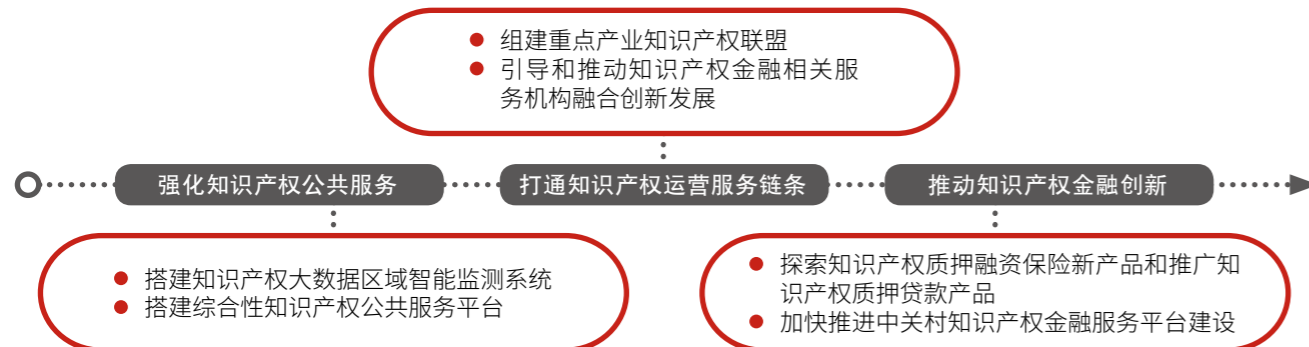 组建重点产业知识产权联盟
引导和推动知识产权金融相关服
务机构融合创新发展
强化知识产权公共服务
打通知识产权运营服务链条
推动知识产权金融创新
搭建知识产权大数据区域智能监测系统
搭建综合性知识产权公共服务平台
探索知识产权质押融资保险新产品和推广知
识产权质押贷款产品
加快推进中关村知识产权金融服务平台建设